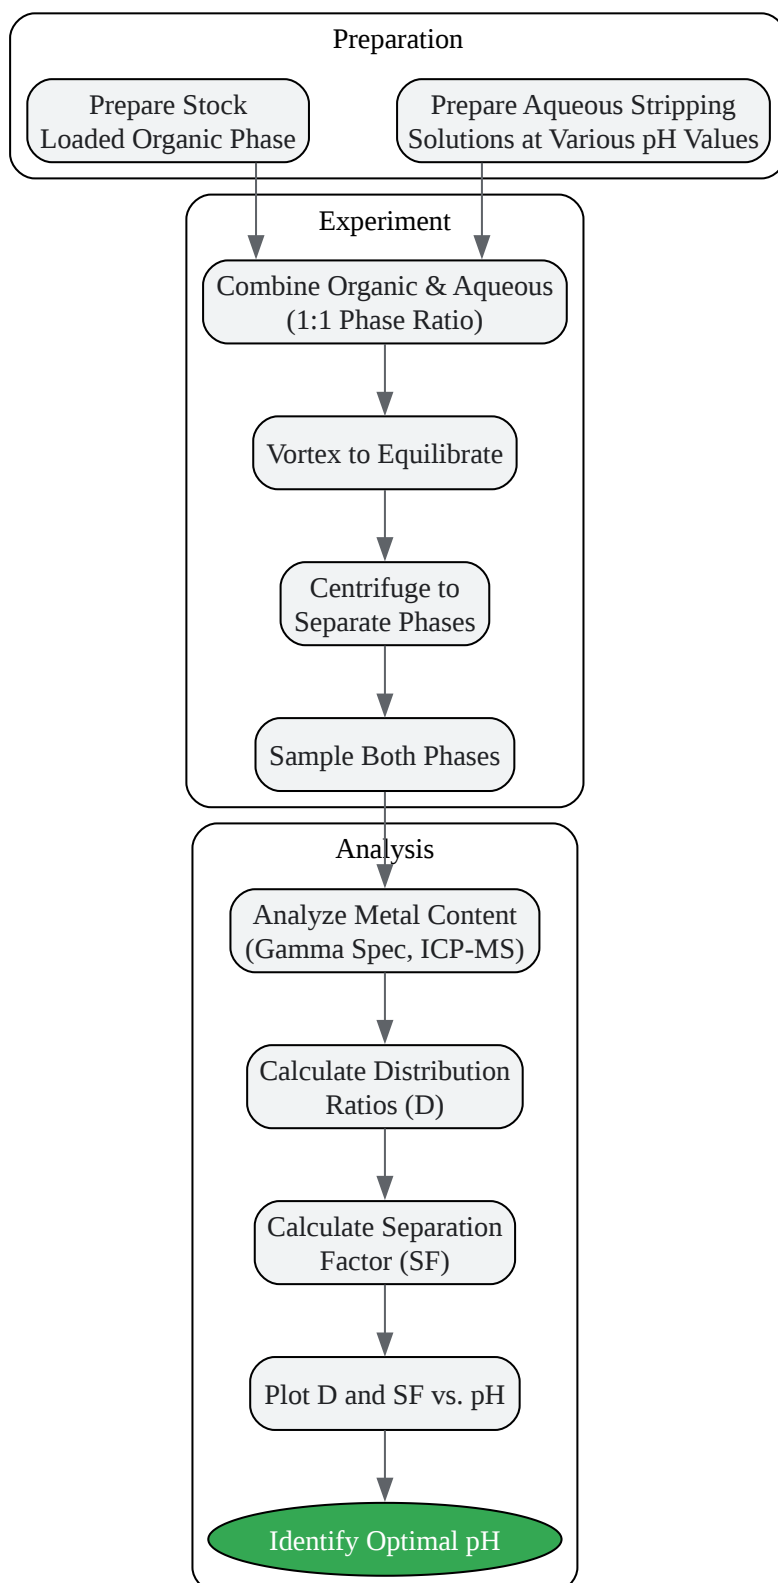 Preparation
Prepare Stock
Loaded Organic Phase
Prepare Aqueous Stripping
Solutions at Various pH Values
Experiment
Combine Organic & Aqueous
(1:1 Phase Ratio)
Vortex to Equilibrate
Centrifuge to
Separate Phases
Sample Both Phases
Analysis
Analyze Metal Content
(Gamma Spec, ICP-MS)
Calculate Distribution
Ratios (D)
Calculate Separation
Factor (SF)
Plot D and SF vs. pH
Identify Optimal pH